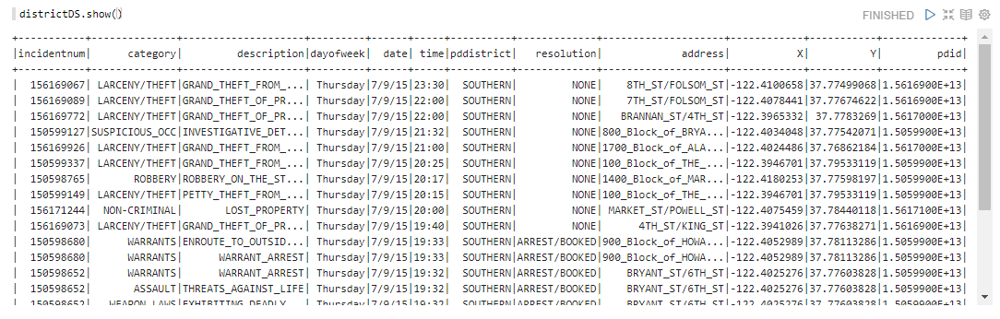 districtDS.show()
FINISHED
+-----------+--------------+--------------------+---------+------+-----+----------+--------------+--------------------+------------+-----------+-------------+
|incidentnum| category| description|dayofweek| date| time|pddistrict| resolution| address| X| Y| pdid|
+-----------+--------------+--------------------+---------+------+-----+----------+--------------+--------------------+------------+-----------+-------------+
| 156169067| LARCENY/THEFT|GRAND_THEFT_FROM_...| Thursday|7/9/15|23:30| SOUTHERN| NONE| 8TH_ST/FOLSOM_ST|-122.4100658|37.77499068|1.5616900E+13|
| 156169089| LARCENY/THEFT|GRAND_THEFT_OF_PR...| Thursday|7/9/15|22:00| SOUTHERN| NONE| 7TH_ST/FOLSOM_ST|-122.4078441|37.77674622|1.5616900E+13|
| 156169772| LARCENY/THEFT|GRAND_THEFT_OF_PR...| Thursday|7/9/15|22:00| SOUTHERN| NONE| BRANNAN_ST/4TH_ST|-122.3965332| 37.7783269|1.5617000E+13|
| 150599127|SUSPICIOUS_OCC|INVESTIGATIVE_DET...| Thursday|7/9/15|21:32| SOUTHERN| NONE|800_Block_of_BRYA...|-122.4034048|37.77542071|1.5059900E+13|
| 156169926| LARCENY/THEFT|GRAND_THEFT_FROM_...| Thursday|7/9/15|21:00| SOUTHERN| NONE|1700_Block_of_ALA...|-122.4024486|37.76862184|1.5617000E+13|
| 150599337| LARCENY/THEFT|GRAND_THEFT_FROM_...| Thursday|7/9/15|20:25| SOUTHERN| NONE|100_Block_of_THE_...|-122.3946701|37.79533119|1.5059900E+13|
| 150598765| ROBBERY|ROBBERY_ON_THE_ST...| Thursday|7/9/15|20:17| SOUTHERN| NONE|1400_Block_of_MAR...|-122.4180253|37.77598197|1.5059900E+13|
| 150599149| LARCENY/THEFT|PETTY_THEFT_FROM_...| Thursday|7/9/15|20:15| SOUTHERN| NONE|100_Block_of_THE_...|-122.3946701|37.79533119|1.5059900E+13|
| 156171244| NON-CRIMINAL| LOST_PROPERTY| Thursday|7/9/15|20:00| SOUTHERN| NONE| MARKET_ST/POWELL_ST|-122.4075459|37.78440118|1.5617100E+13|
| 156169073| LARCENY/THEFT|GRAND_THEFT_OF_PR...| Thursday|7/9/15|19:40| SOUTHERN| NONE| 4TH_ST/KING_ST|-122.3941026|37.77638271|1.5616900E+13|
| 150598680| WARRANTS|ENROUTE_TO_OUTSID...| Thursday|7/9/15|19:33| SOUTHERN|ARREST/BOOKED|900_Block_of_HOWA...|-122.4052989|37.78113286|1.5059900E+13|
| 150598680| WARRANTS| WARRANT_ARREST| Thursday|7/9/15|19:33| SOUTHERN|ARREST/BOOKED|900_Block_of_HOWA...|-122.4052989|37.78113286|1.5059900E+13|
| 150598652| WARRANTS| WARRANT_ARREST| Thursday|7/9/15|19:32| SOUTHERN|ARREST/BOOKED| BRYANT_ST/6TH_ST|-122.4025276|37.77603828|1.5059900E+13|
| 150598652| ASSAULT|THREATS_AGAINST_LIFE| Thursday|7/9/15|19:32| SOUTHERN|ARREST/BOOKED| BRYANT_ST/6TH_ST|-122.4025276|37.77603828|1.5059900E+13|
| 150598652| WEAPON_LAWS|EXHIBITING_DEADLY_...| Thursday|7/9/15|19:32| SOUTHERN|ARREST/BOOKED| BRYANT_ST/6TH_ST|-122.4025276|37.77603828|1.5059900E+13|